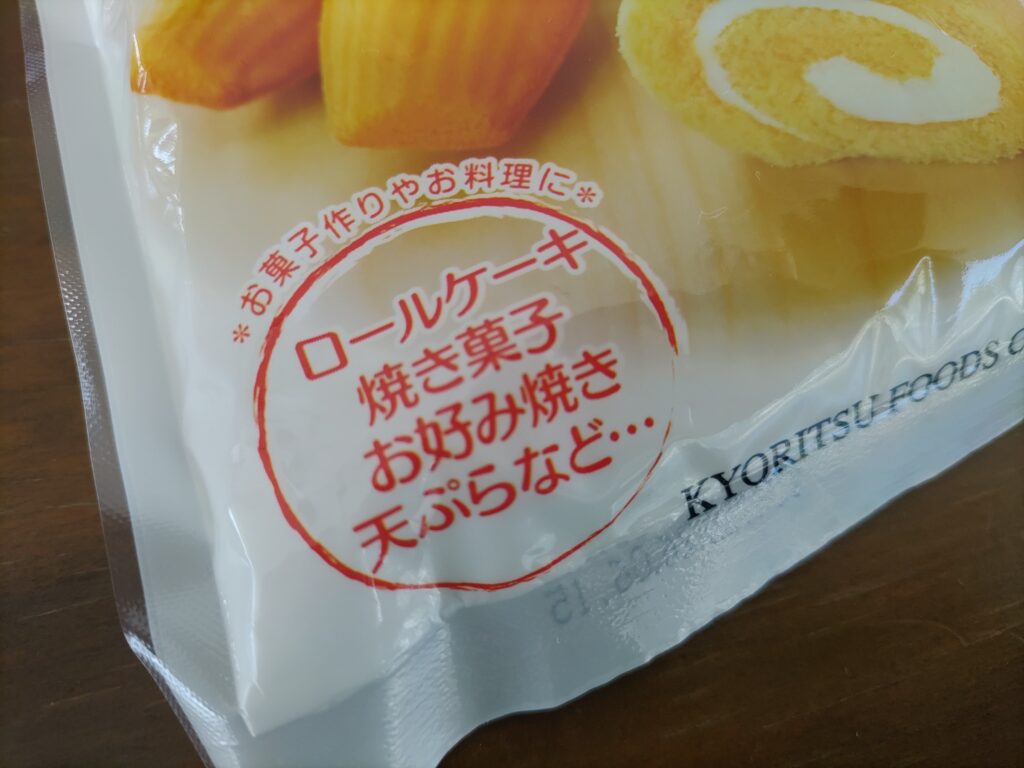 *お菓子作りやお料理に*
ロールケーキ
焼き菓子
お好み焼き
天ぷらなど…
KYORITSU FOODS